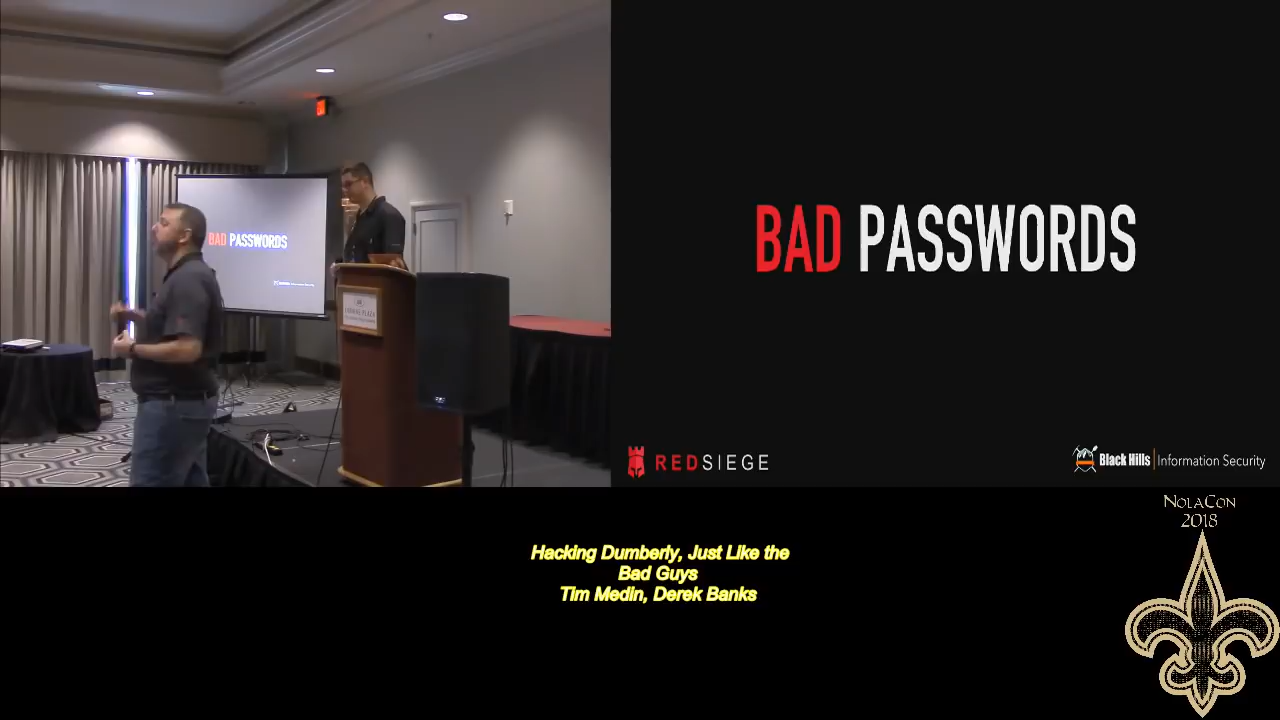 BAD PASSWORDS
BAD PASSWORDS
REDSIEGE
Black Hills Information Security
NOLACON
2018
Hacking Dumberly, Just Like the
Bad Guys
Tim Medin, Derek Banks